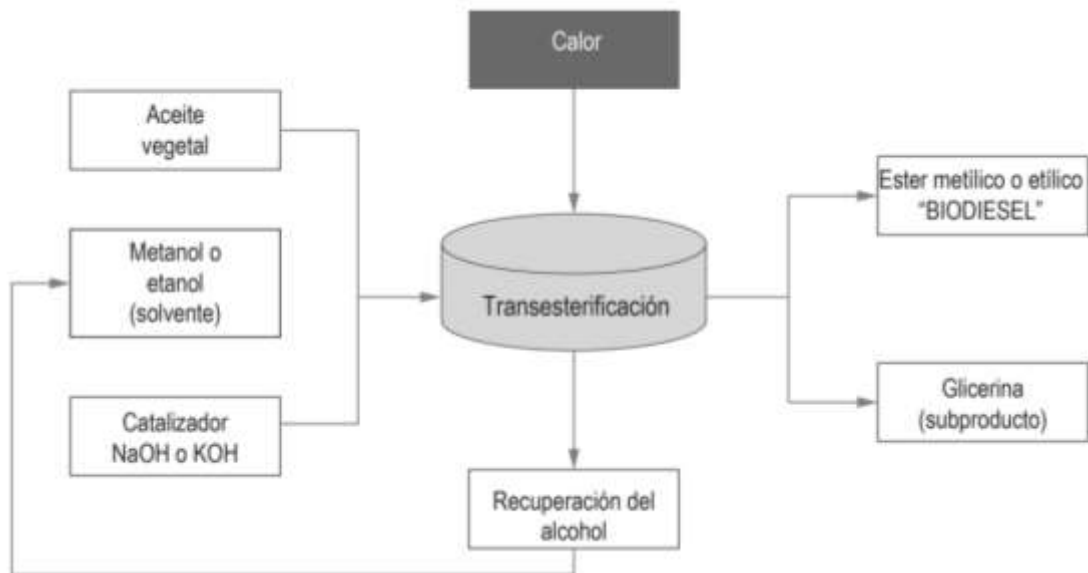 Calor
Aceite
vegetal
Metanol o
etanol
(solvente)
Catalizador
NaOH o KOH
Transesterificación
Recuperación del
alcohol
Ester metílico o etílico
“BIODIESEL”
Glicerina
(subproducto)